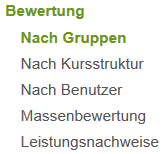 Bewertung
Nach Gruppen
Nach Kursstruktur
Nach Benutzer
Massenbewertung
Leistungsnachweise